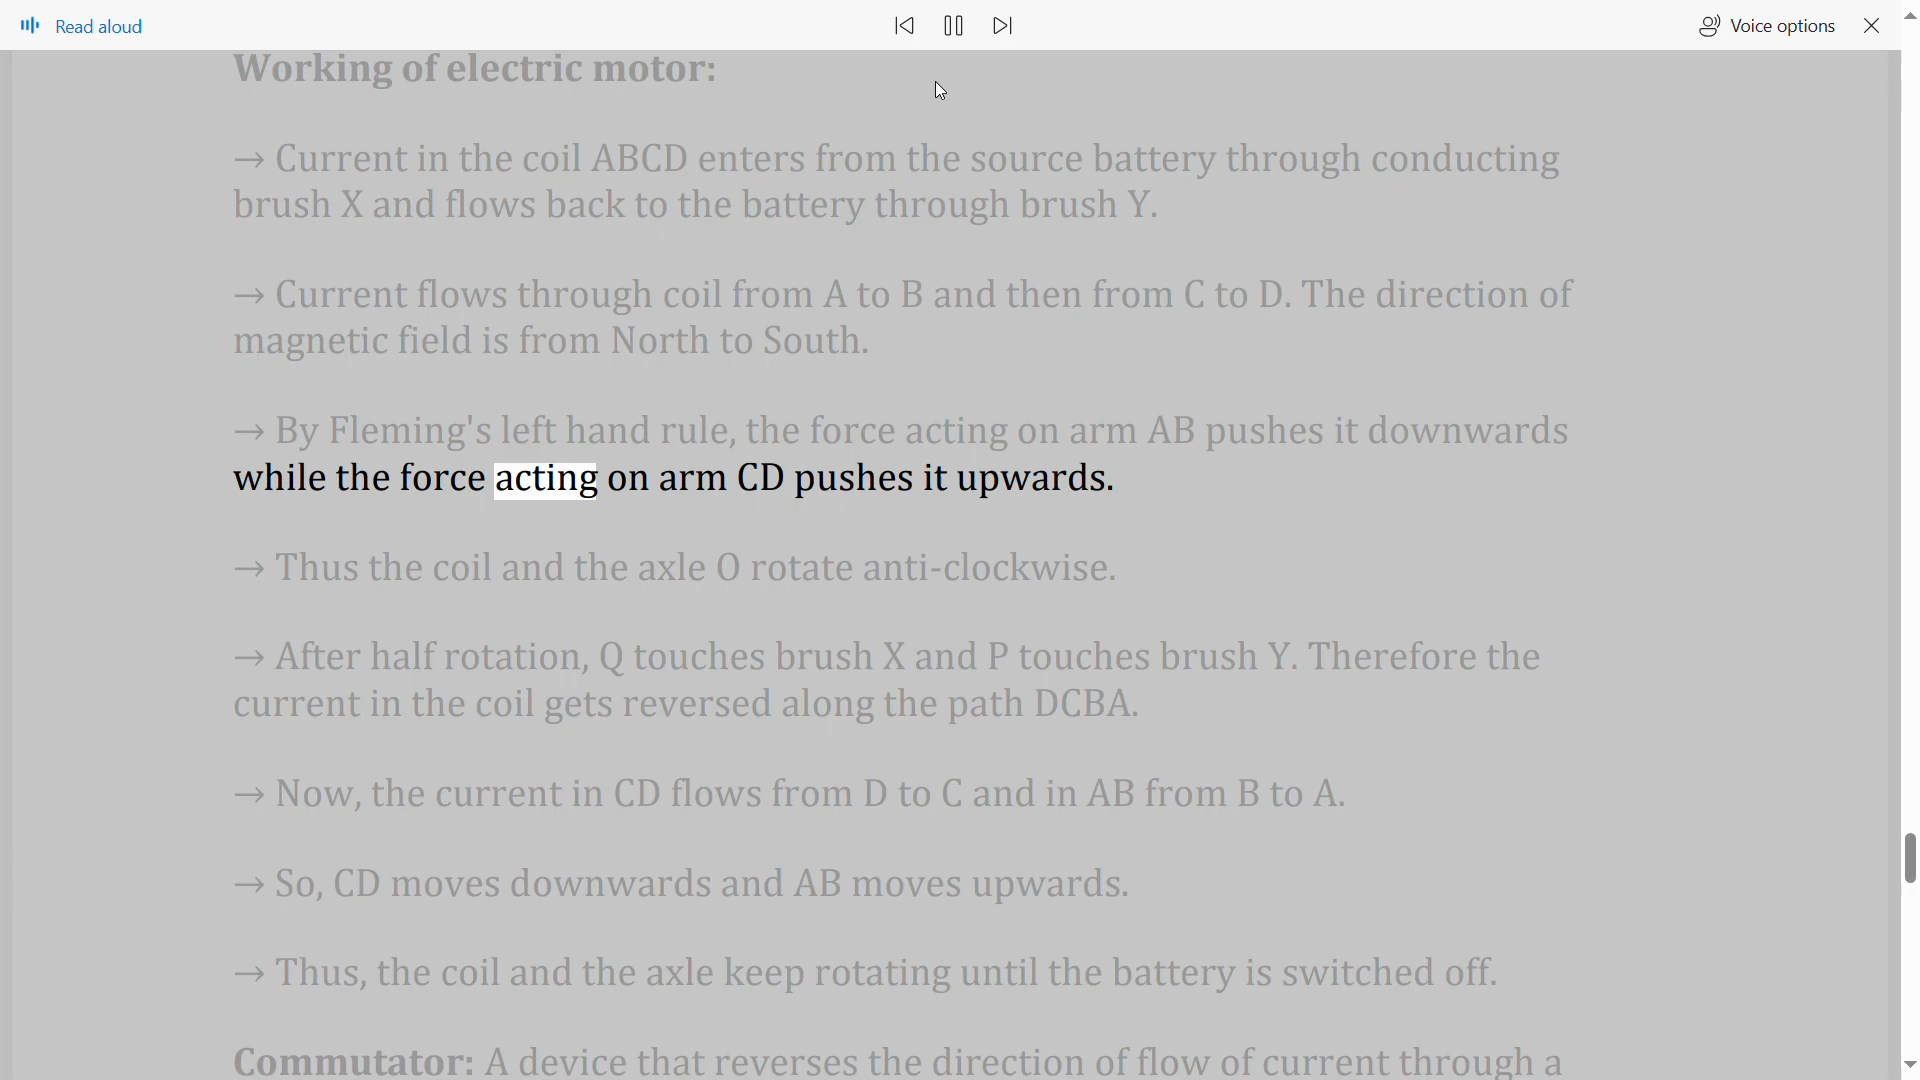 Read aloud
Voice options
Working of electric motor:
→ Current in the coil ABCD enters from the source battery through conducting
brush X and flows back to the battery through brush Y.
→ Current flows through coil from A to B and then from C to D. The direction of
magnetic field is from North to South.
→ By Fleming's left hand rule, the force acting on arm AB pushes it downwards
while the force acting on arm CD pushes it upwards.
→ Thus the coil and the axle O rotate anti-clockwise.
→ After half rotation, Q touches brush X and P touches brush Y. Therefore the
current in the coil gets reversed along the path DCBA.
→ Now, the current in CD flows from D to C and in AB from B to A.
→ So, CD moves downwards and AB moves upwards.
→ Thus, the coil and the axle keep rotating until the battery is switched off.
Commutator: A device that reverses the direction of flow of current through a